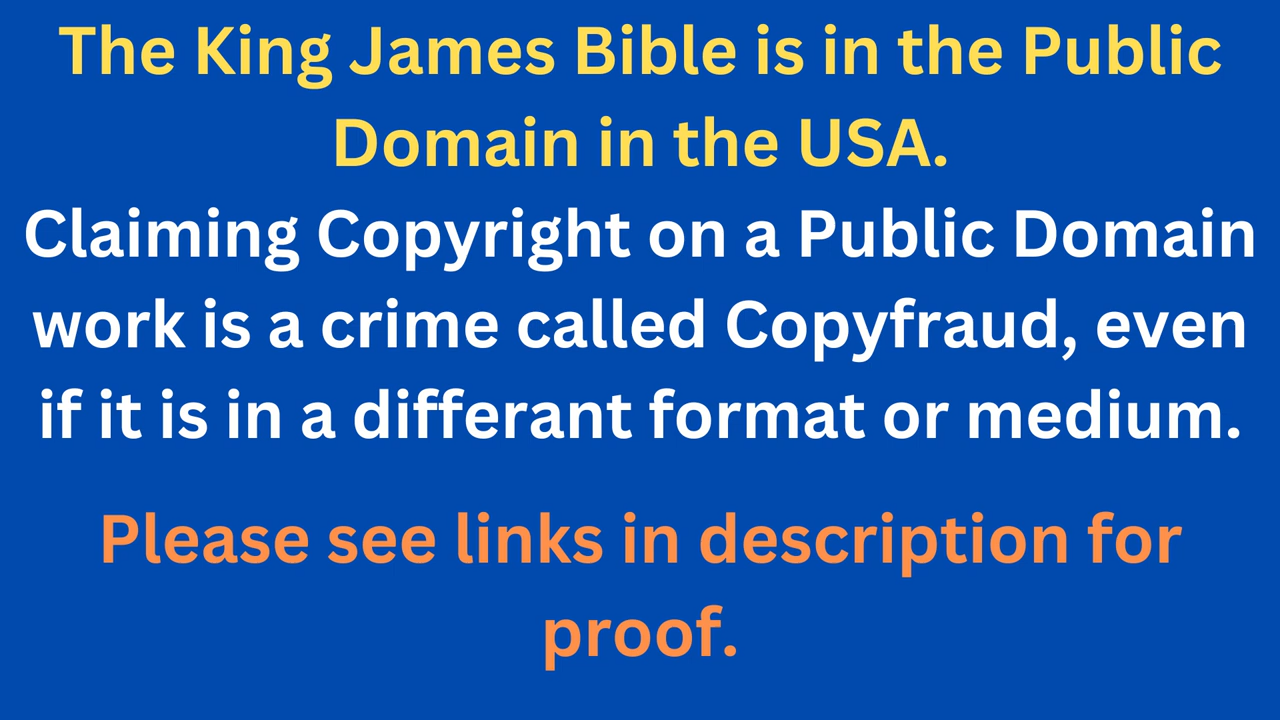 The King James Bible is in the Public
Domain in the USA.
Claiming Copyright on a Public Domain
work is a crime called Copyfraud, even
if it is in a differant format or medium.
Please see links in description for
proof.